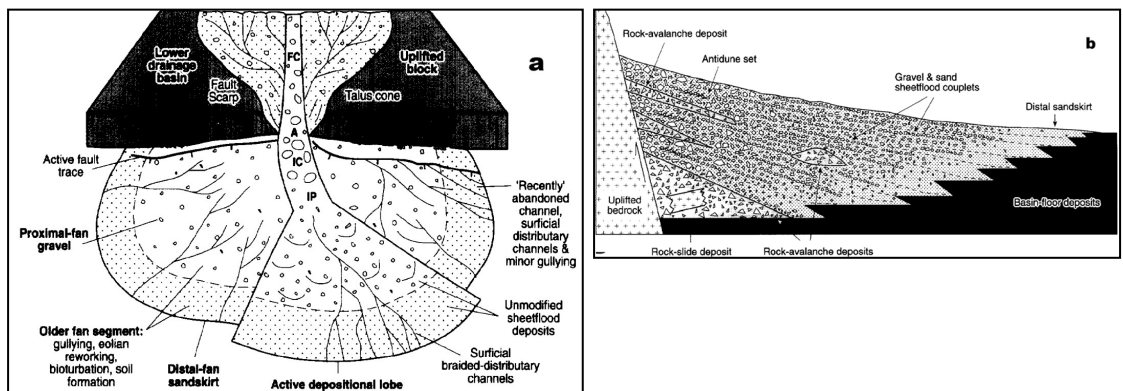 Lower
drainage
basin
FC
Uplifted
block
a
Fault
Scarp
Talus cone
A
Active fault
trace
IC
IP
'Recently'
abandoned
channel,
surficial
distributary
channels &
minor gullying
Proximal-fan
gravel
Unmodified
sheetflood
deposits
Older fan segment:
gullying, eolian
reworking,
bioturbation, soil
formation
Distal-fan
sandskirt
Surficial
braided-distributary
channels
Active depositional lobe
b
Rock-avalanche deposit
Antidune set
Gravel & sand
sheetflood couplets
Distal sandskirt
Uplifted
bedrock
Basin-floor deposits
Rock-slide deposit
Rock-avalanche deposits